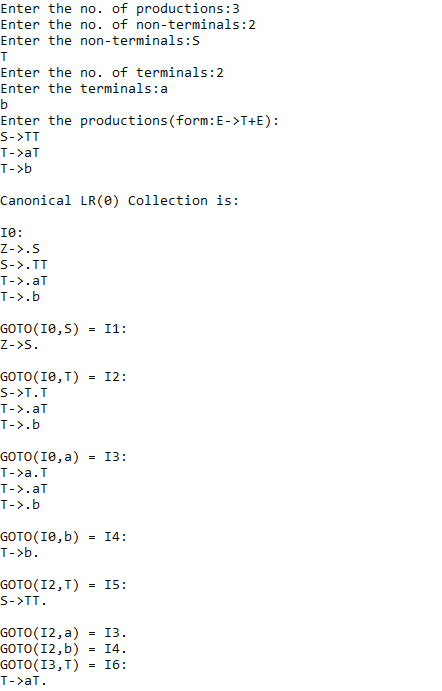 Enter the no. of productions:3
Enter the no. of non-terminals:2
Enter the non-terminals:S
T
Enter the no. of terminals:2
Enter the terminals:a
b
Enter the productions(form:E->T+E):
S->TT
T->aT
T->b
Canonical LR(0) Collection is:
I0:
Z->.S
S->.TT
T->.aT
T->.b
GOTO(I0,S) = I1:
Z->S.
GOTO(I0,T) = I2:
S->T.T
T->.aT
T->.b
GOTO(I0,a) = I3:
T->a.T
T->.aT
T->.b
GOTO(I0,b) = I4:
T->b.
GOTO(I2,T) = I5:
S->TT.
GOTO(I2,a) = I3.
GOTO(I2,b) = I4.
GOTO(I3,T) = I6:
T->aT.